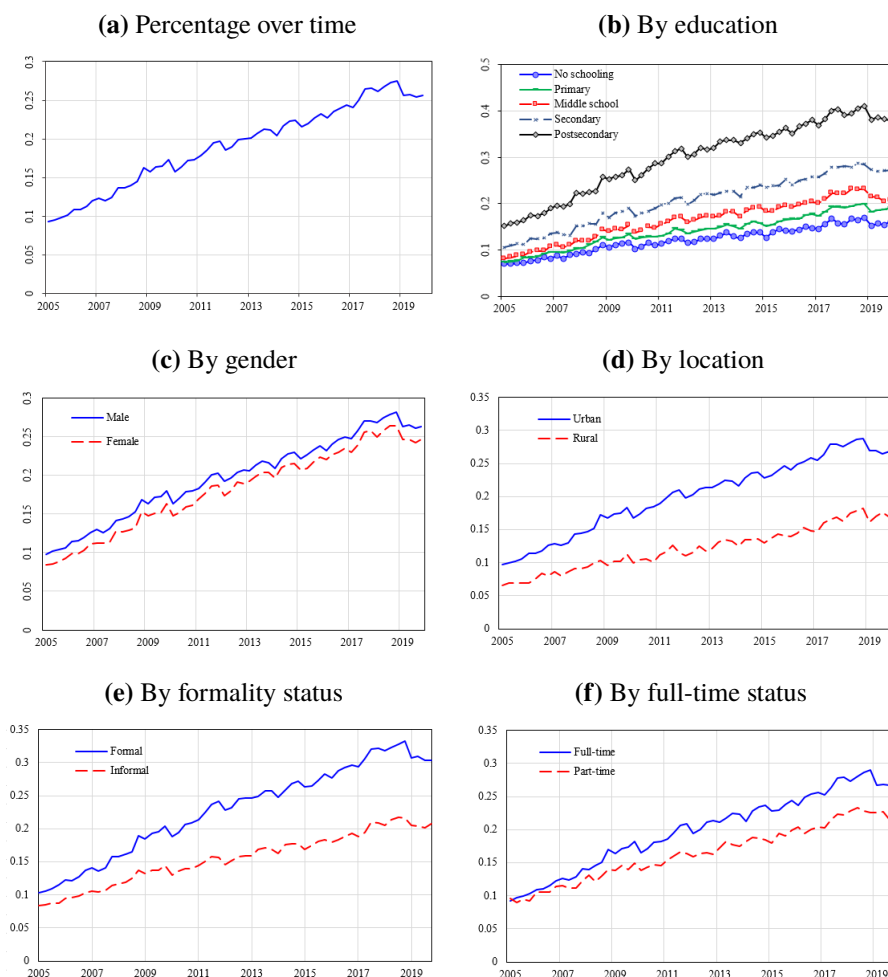 (a) Percentage over time
0.3
0.25
0.2
0.15
0.1
0.05
0
2005 2007 2009 2011 2013 2015 2017 2019
(b) By education
0.5
0.4
0.3
0.2
0.1
0
No schooling
Primary
Middle school
Secondary
Postsecondary
2005 2007 2009 2011 2013 2015 2017 2019
(c) By gender
0.3
0.25
0.2
0.15
0.1
0.05
0
Male
Female
2005 2007 2009 2011 2013 2015 2017 2019
(d) By location
0.35
0.3
0.25
0.2
0.15
0.1
0.05
0
Urban
Rural
2005 2007 2009 2011 2013 2015 2017 2019
(e) By formality status
0.35
0.3
0.25
0.2
0.15
0.1
0.05
0
Formal
Informal
2005 2007 2009 2011 2013 2015 2017 2019
(f) By full-time status
0.35
0.3
0.25
0.2
0.15
0.1
0.05
0
Full-time
Part-time
2005 2007 2009 2011 2013 2015 2017 2019